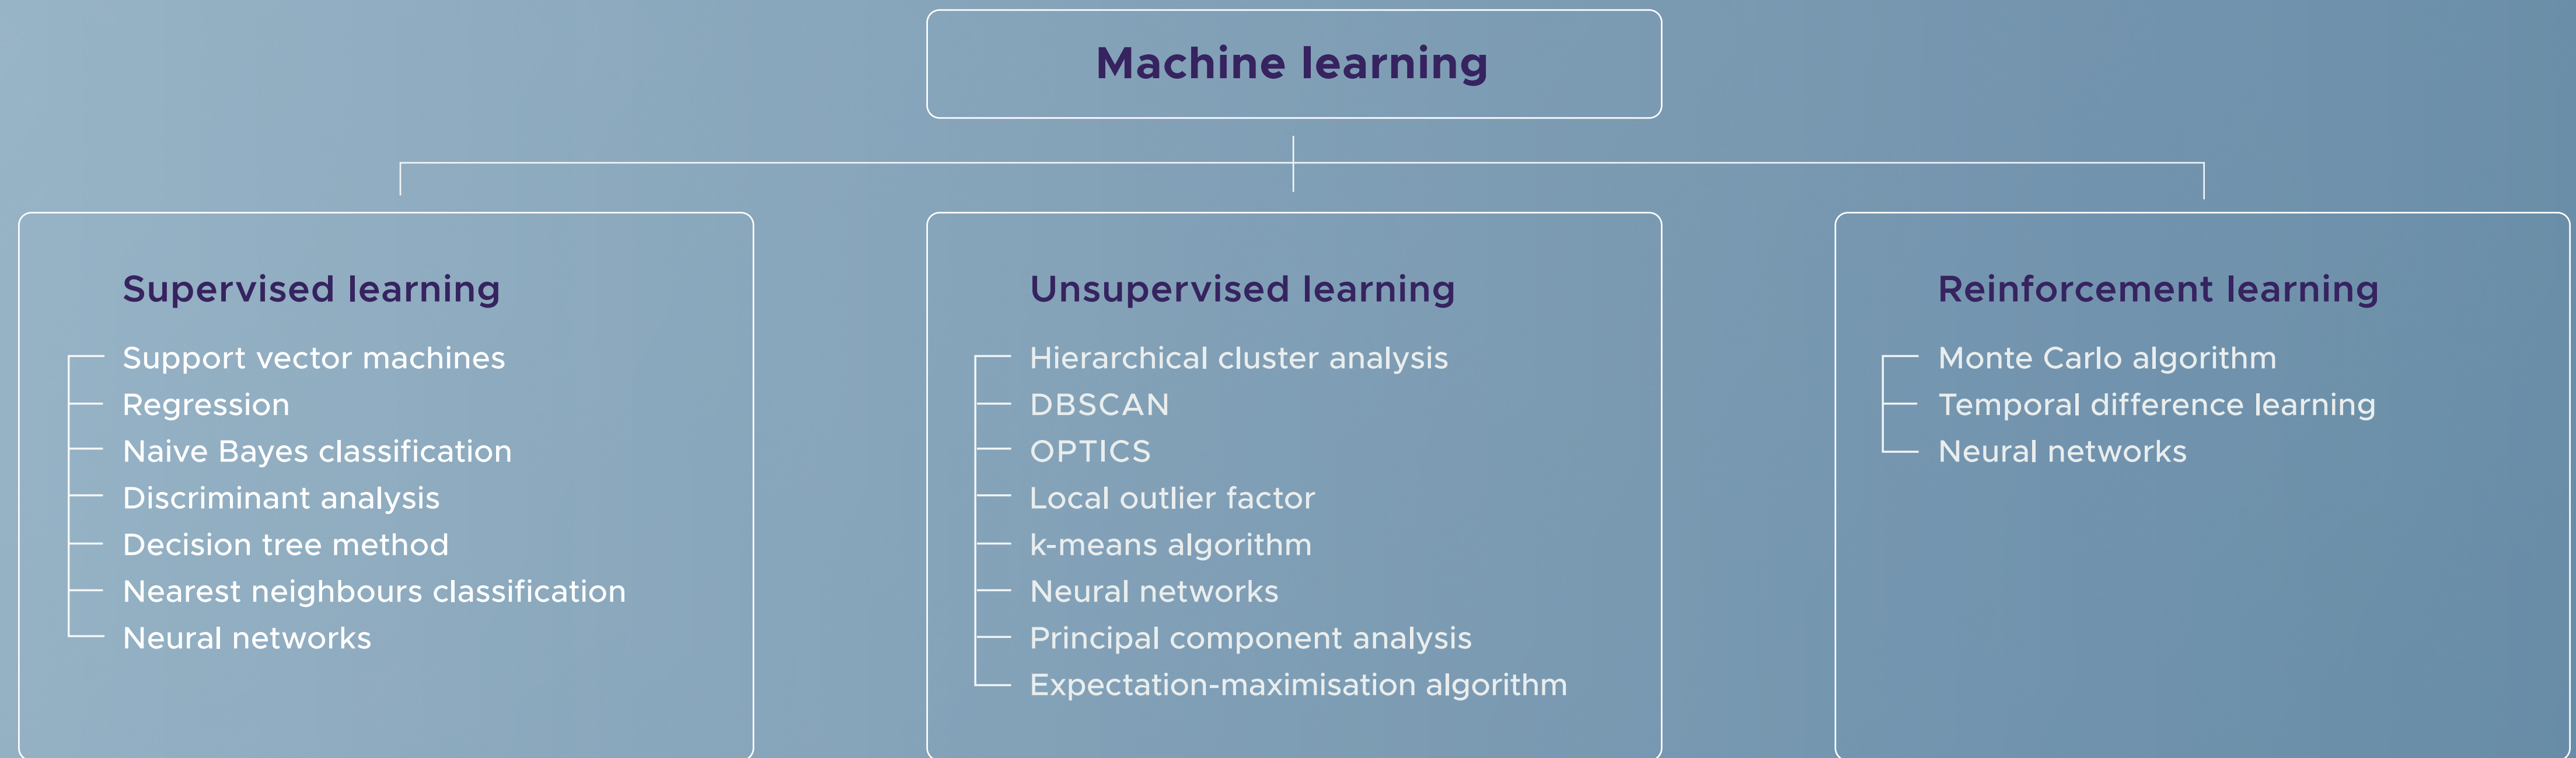 Machine learning
Supervised learning
Support vector machines
Regression
Naive Bayes classification
Discriminant analysis
Decision tree method
Nearest neighbours classification
Neural networks
Unsupervised learning
Hierarchical cluster analysis
DBSCAN
OPTICS
Local outlier factor
k-means algorithm
Neural networks
Principal component analysis
Expectation-maximisation algorithm
Reinforcement learning
Monte Carlo algorithm
Temporal difference learning
Neural networks